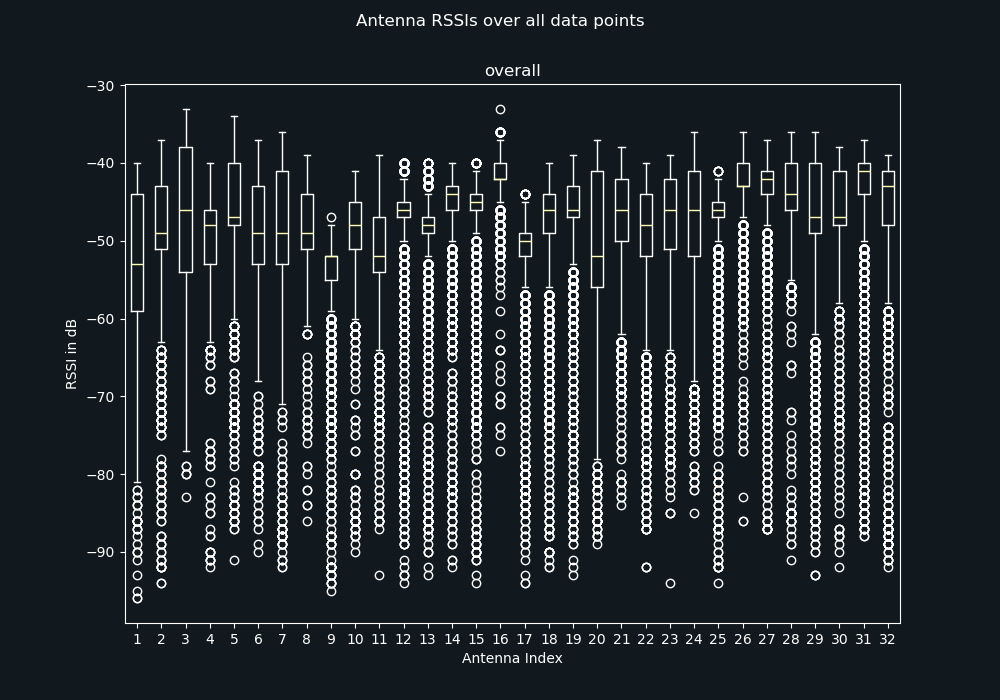 Antenna RSSIs over all data points
overall
−30
−40
−50
−60
−70
−80
−90
RSSI in dB
1 2 3 4 5 6 7 8 9 10 11 12 13 14 15 16 17 18 19 20 21 22 23 24 25 26 27 28 29 30 31 32
Antenna Index